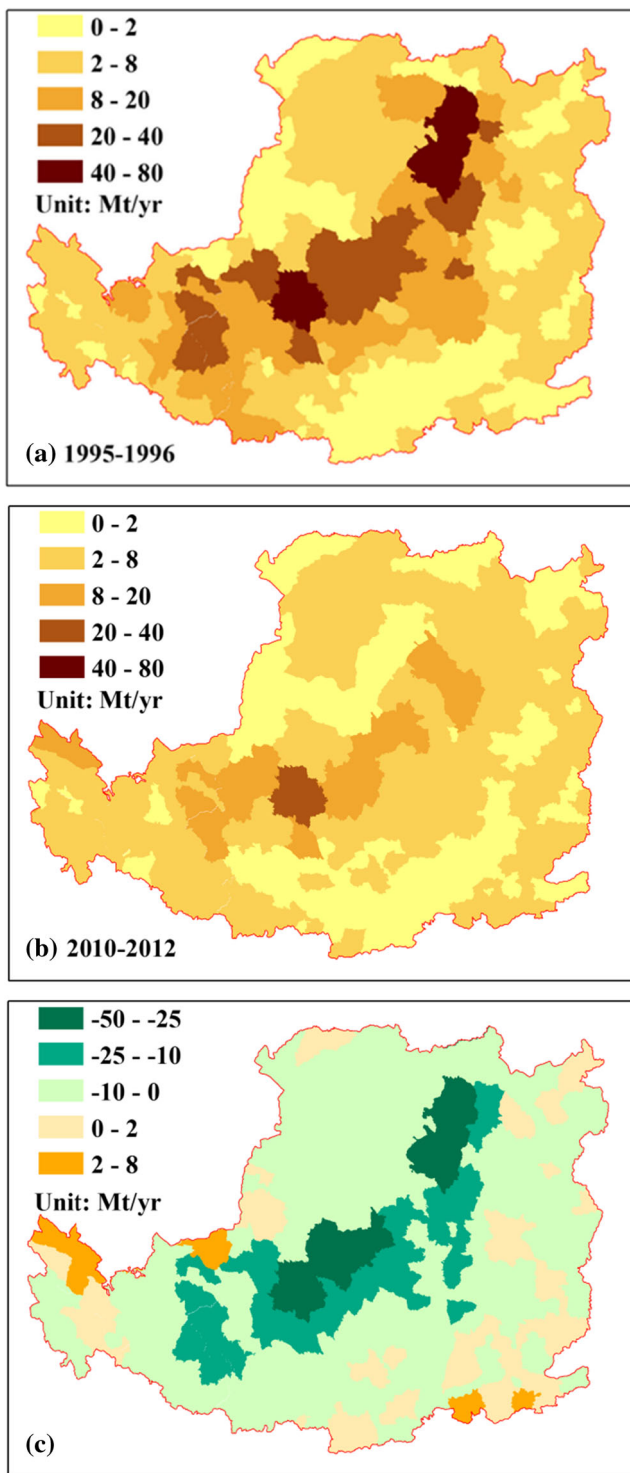 0 - 2
2 - 8
8 - 20
20 - 40
40 - 80
Unit: Mt/yr
(a) 1995-1996
0 - 2
2 - 8
8 - 20
20 - 40
40 - 80
Unit: Mt/yr
(b) 2010-2012
-50 - -25
-25 - -10
-10 - 0
0 - 2
2 - 8
Unit: Mt/yr
(c)